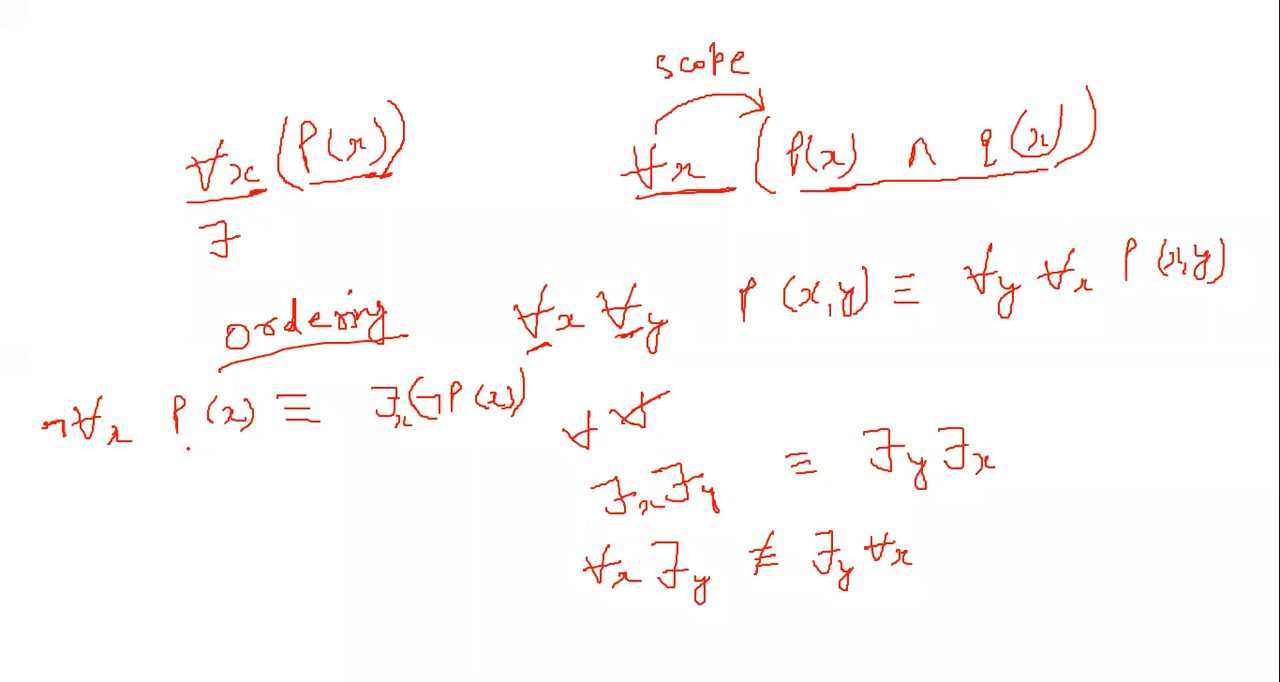 scope
∀x (P(x))
∀x (P(x) ∧ q(x))
∃
ordering
∀x ∀y P(x,y) ≡ ∀y ∀x P(x,y)
¬∀x P(x) ≡ ∃x(¬P(x))
∀ ∀
∃x∃y ≡ ∃y∃x
∀x∃y ≢ ∃y∀x